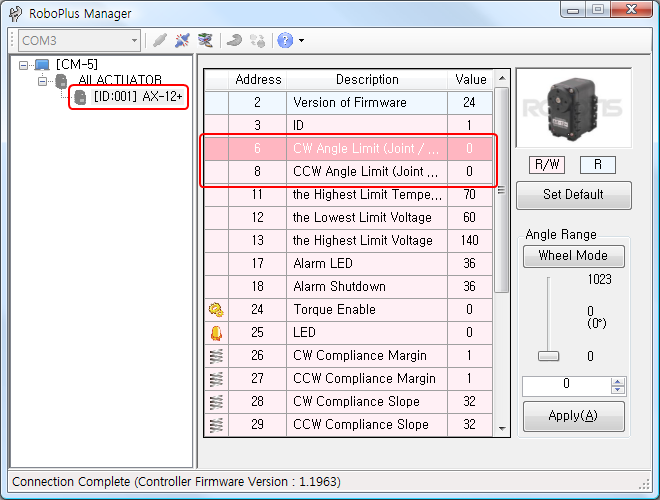 RoboPlus Manager
COM3
[CM-5]
All ACTUATOR
[ID:001] AX-12+
Address Description Value
2 Version of Firmware 24
3 ID 1
6 CW Angle Limit (Joint / ... 0
8 CCW Angle Limit (Joint ... 0
11 the Highest Limit Tempe... 70
12 the Lowest Limit Voltage 60
13 the Highest Limit Voltage 140
17 Alarm LED 36
18 Alarm Shutdown 36
24 Torque Enable 0
25 LED 0
26 CW Compliance Margin 1
27 CCW Compliance Margin 1
28 CW Compliance Slope 32
29 CCW Compliance Slope 32
R/W R
Set Default
Angle Range
Wheel Mode
1023
0
(0°)
0
0
Apply(A)
Connection Complete (Controller Firmware Version : 1.1963)